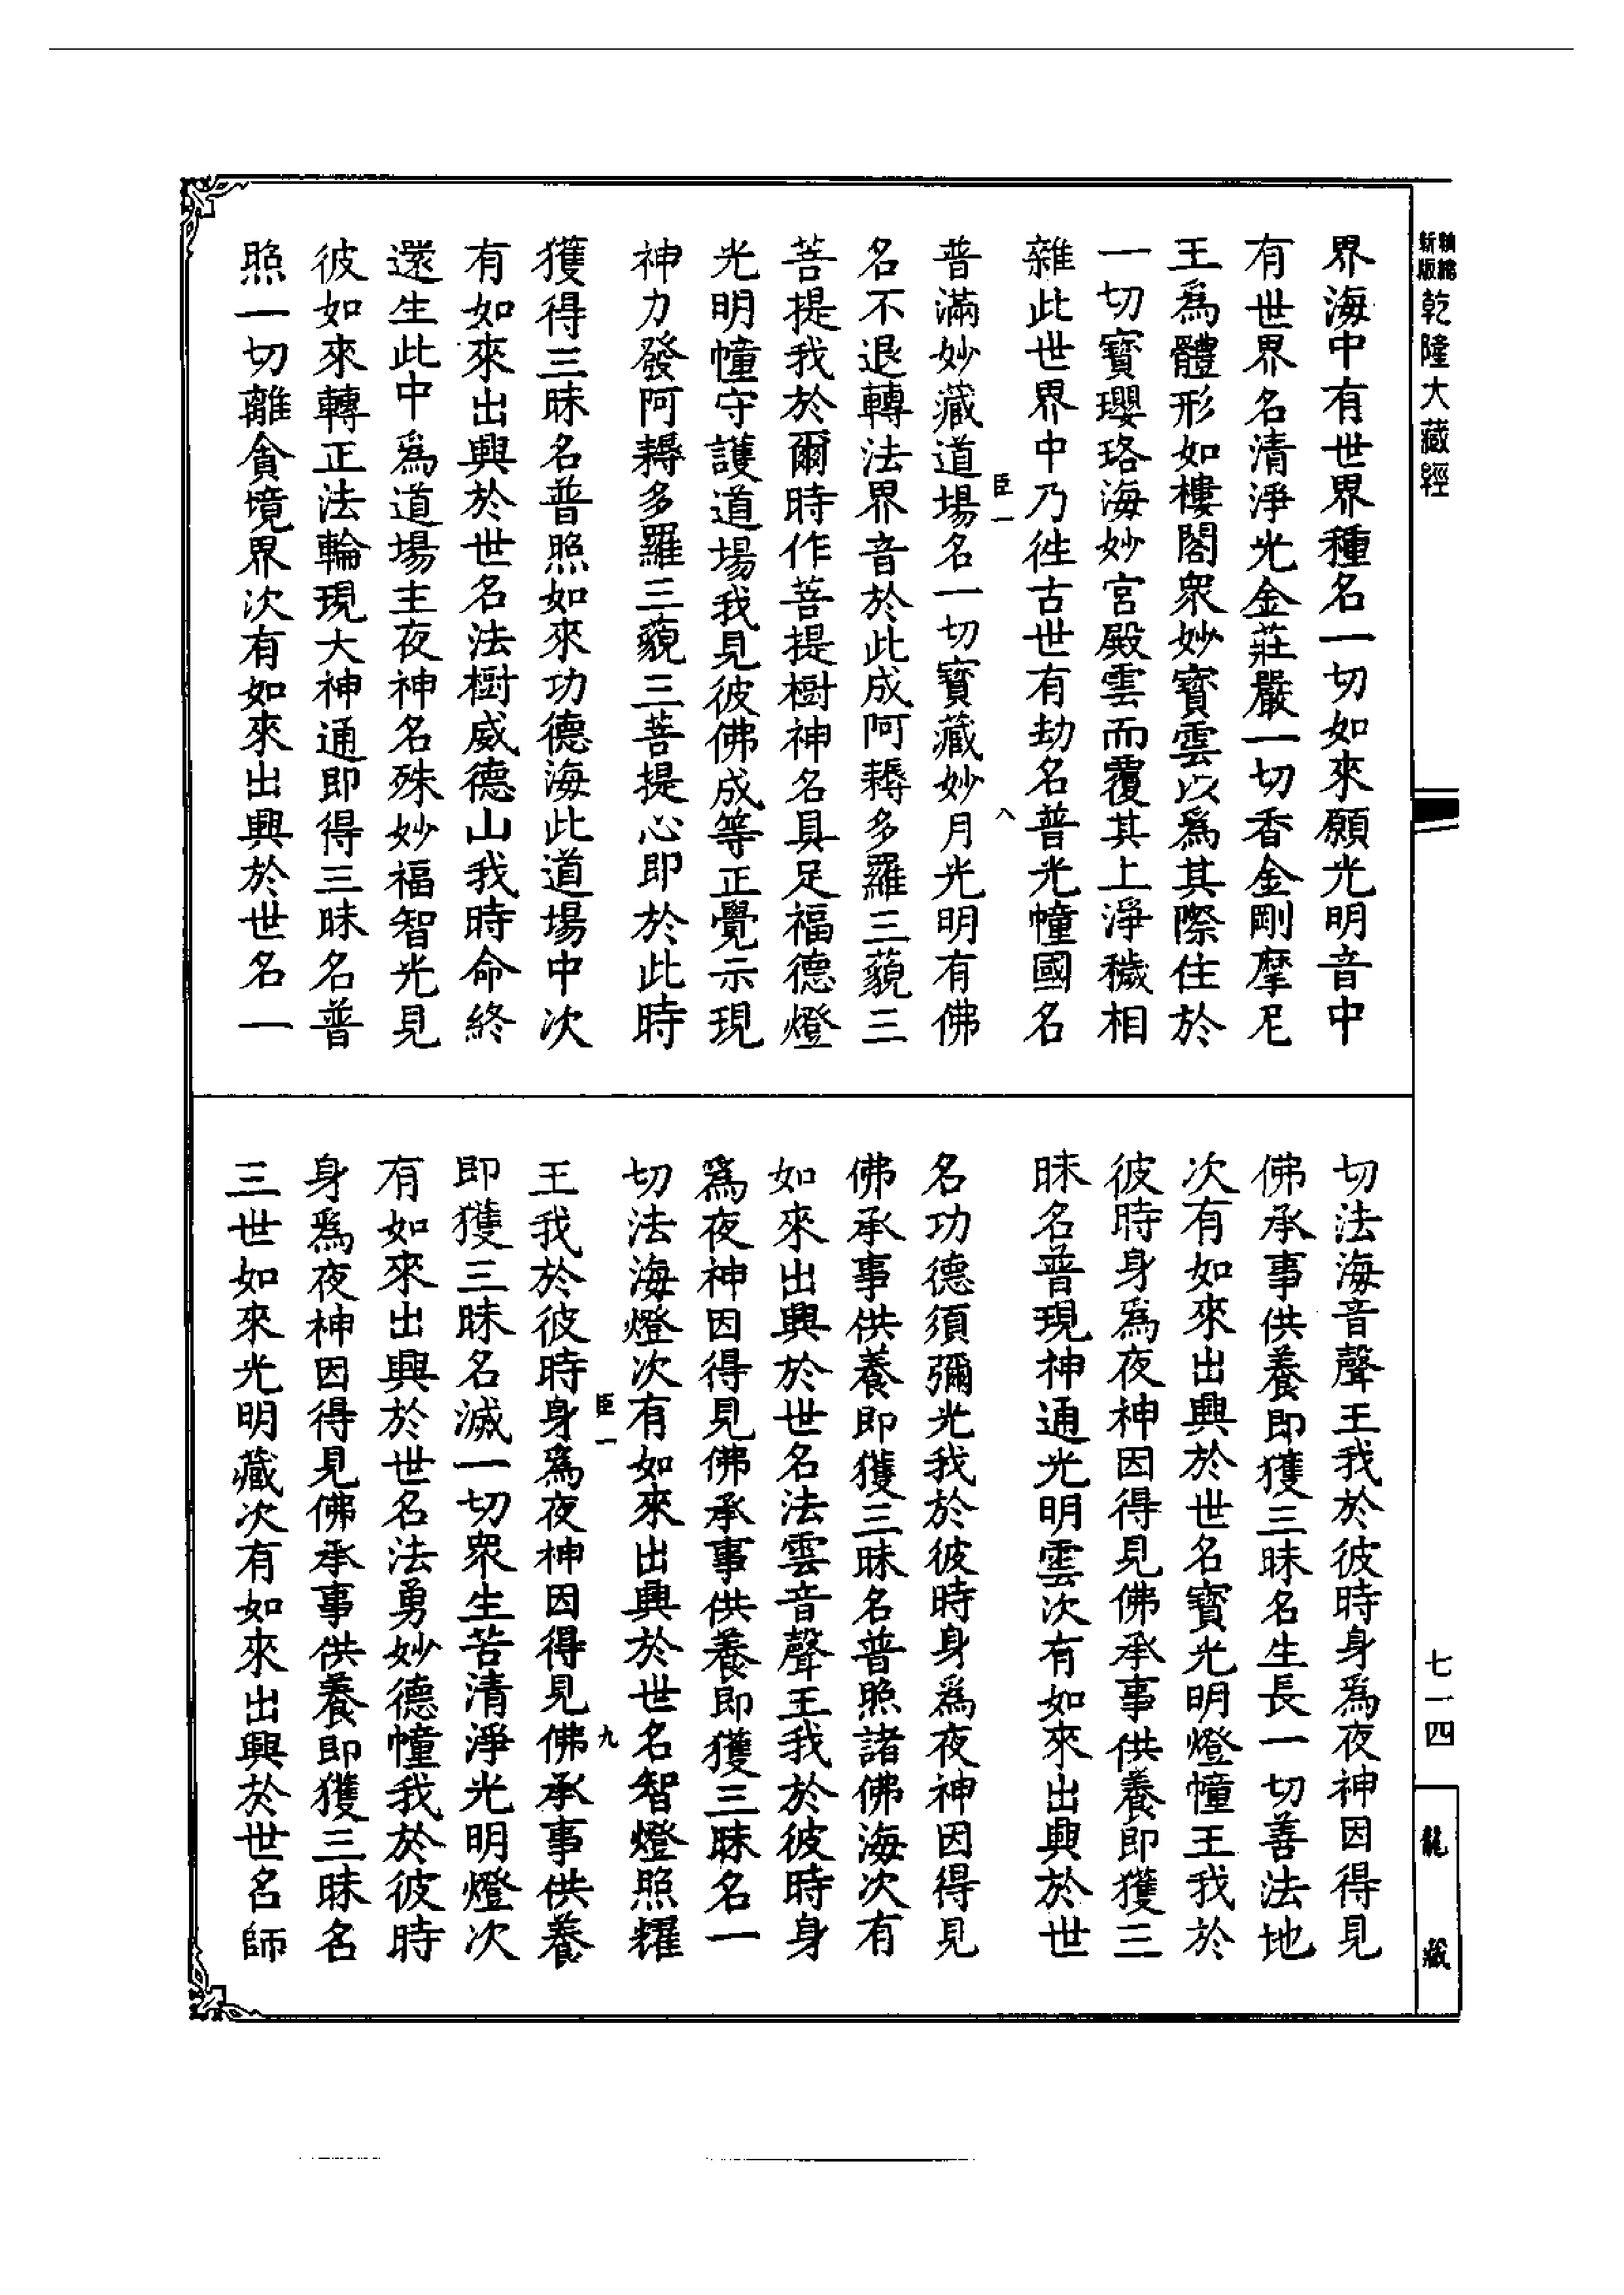 新版精縮乾隆大藏經
界海中有世界種名一切如來願光明音中
有世界名清淨光金莊嚴一切香金剛摩尼
王爲體形如樓閣衆妙寶雲以爲其際住於
一切寶瓔珞海妙宮殿雲而覆其上淨穢相
雜此世界中乃徃古世有劫名普光幢國名
臣一
八
普滿妙藏道場名一切寶藏妙月光明有佛
名不退轉法界音於此成阿耨多羅三藐三
菩提我於爾時作菩提樹神名具足福德燈
光明幢守護道場我見彼佛成等正覺示現
神力發阿耨多羅三藐三菩提心即於此時
獲得三昧名普照如來功德海此道場中次
有如來出興於世名法樹威德山我時命終
還生此中爲道場主夜神名殊妙福智光見
彼如來轉正法輪現大神通即得三昧名普
照一切離貪境界次有如來出興於世名一
切法海音聲王我於彼時身爲夜神因得見
佛承事供養即獲三昧名生長一切善法地
次有如來出興於世名寶光明燈幢王我於
彼時身爲夜神因得見佛承事供養即獲三
昧名普現神通光明雲次有如來出興於世
名功德須彌光我於彼時身爲夜神因得見
佛承事供養即獲三昧名普照諸佛海次有
如來出興於世名法雲音聲王我於彼時身
爲夜神因得見佛承事供養即獲三昧名一
切法海燈次有如來出興於世名智燈照耀
臣一
九
王我於彼時身爲夜神因得見佛承事供養
即獲三昧名滅一切衆生苦清淨光明燈次
有如來出興於世名法勇妙德幢我於彼時
身爲夜神因得見佛承事供養即獲三昧名
三世如來光明藏次有如來出興於世名師
七一四
龍藏